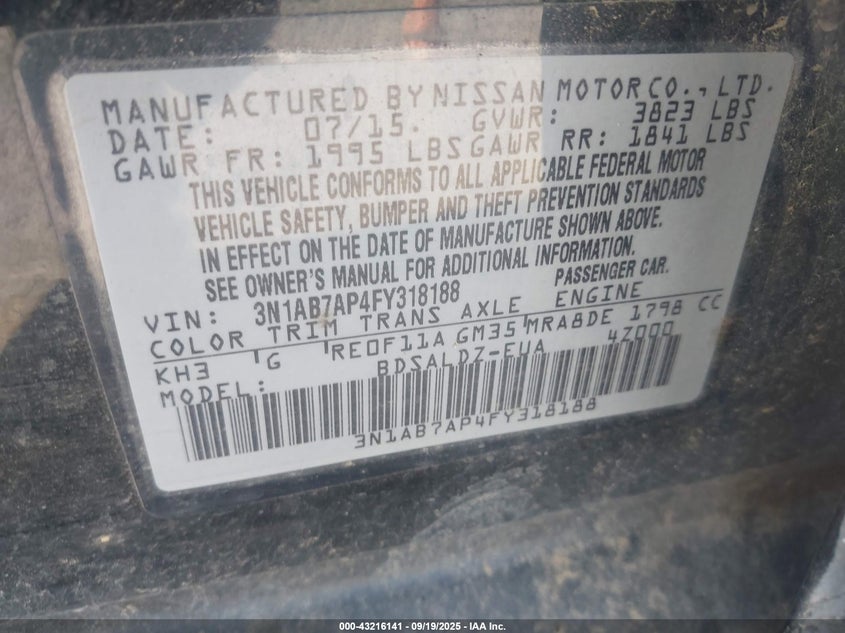 MANUFACTURED BY NISSAN MOTOR CO., LTD.
DATE: 07/15. GVWR: 3823 LBS
GAWR FR: 1995 LBS GAWR RR: 1841 LBS
THIS VEHICLE CONFORMS TO ALL APPLICABLE FEDERAL MOTOR
VEHICLE SAFETY, BUMPER AND THEFT PREVENTION STANDARDS
IN EFFECT ON THE DATE OF MANUFACTURE SHOWN ABOVE.
SEE OWNER'S MANUAL FOR ADDITIONAL INFORMATION.
VIN: 3N1AB7AP4FY318188 PASSENGER CAR.
COLOR TRIM TRANS AXLE ENGINE
KH3 G RE0F11A GM35 MRA8DE 1798 CC
MODEL: BDSALDZ-EUA 4Z000
3N1AB7AP4FY318188
000-43216141 | 09/19/2025 | IAA Inc.